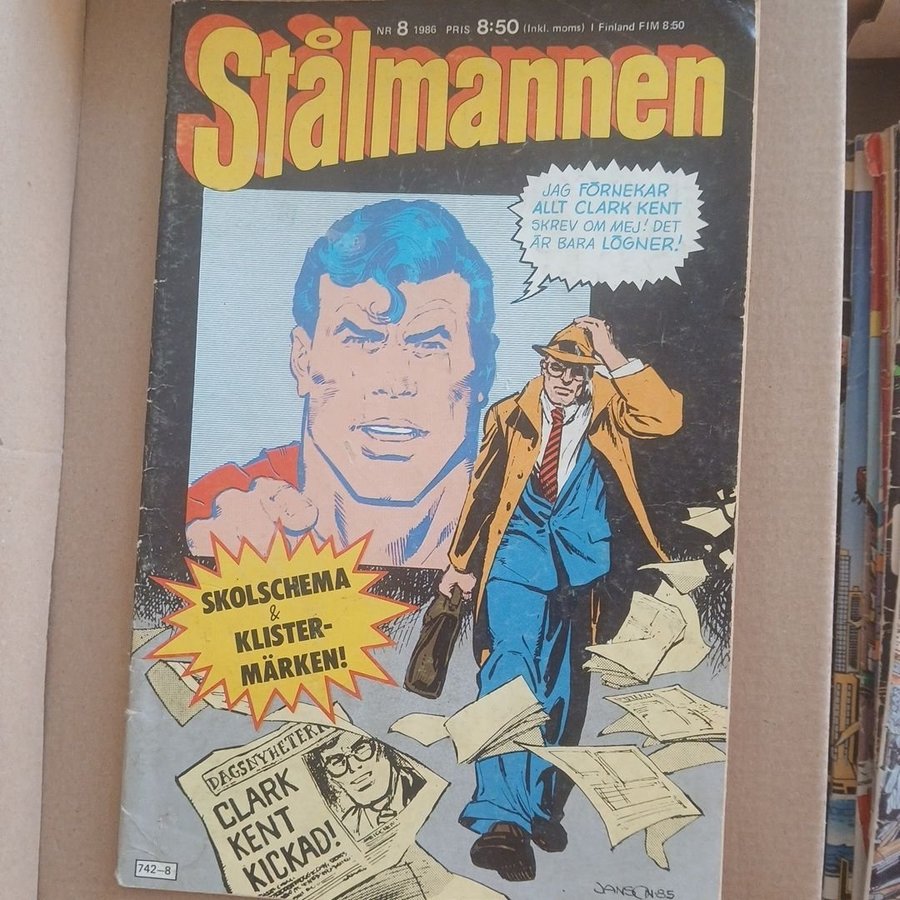 NR 8 1986 PRIS 8:50 (Inkl. moms) I Finland FIM 8:50
Stålmannen
JAG FÖRNEKAR
ALLT CLARK KENT
SKREV OM MEJ! DET
ÄR BARA LÖGNER!
SKOLSCHEMA
&
KLISTER-
MÄRKEN!
DAGSNYHETER
CLARK
KENT
KICKAD!
742-8
JANSON·85